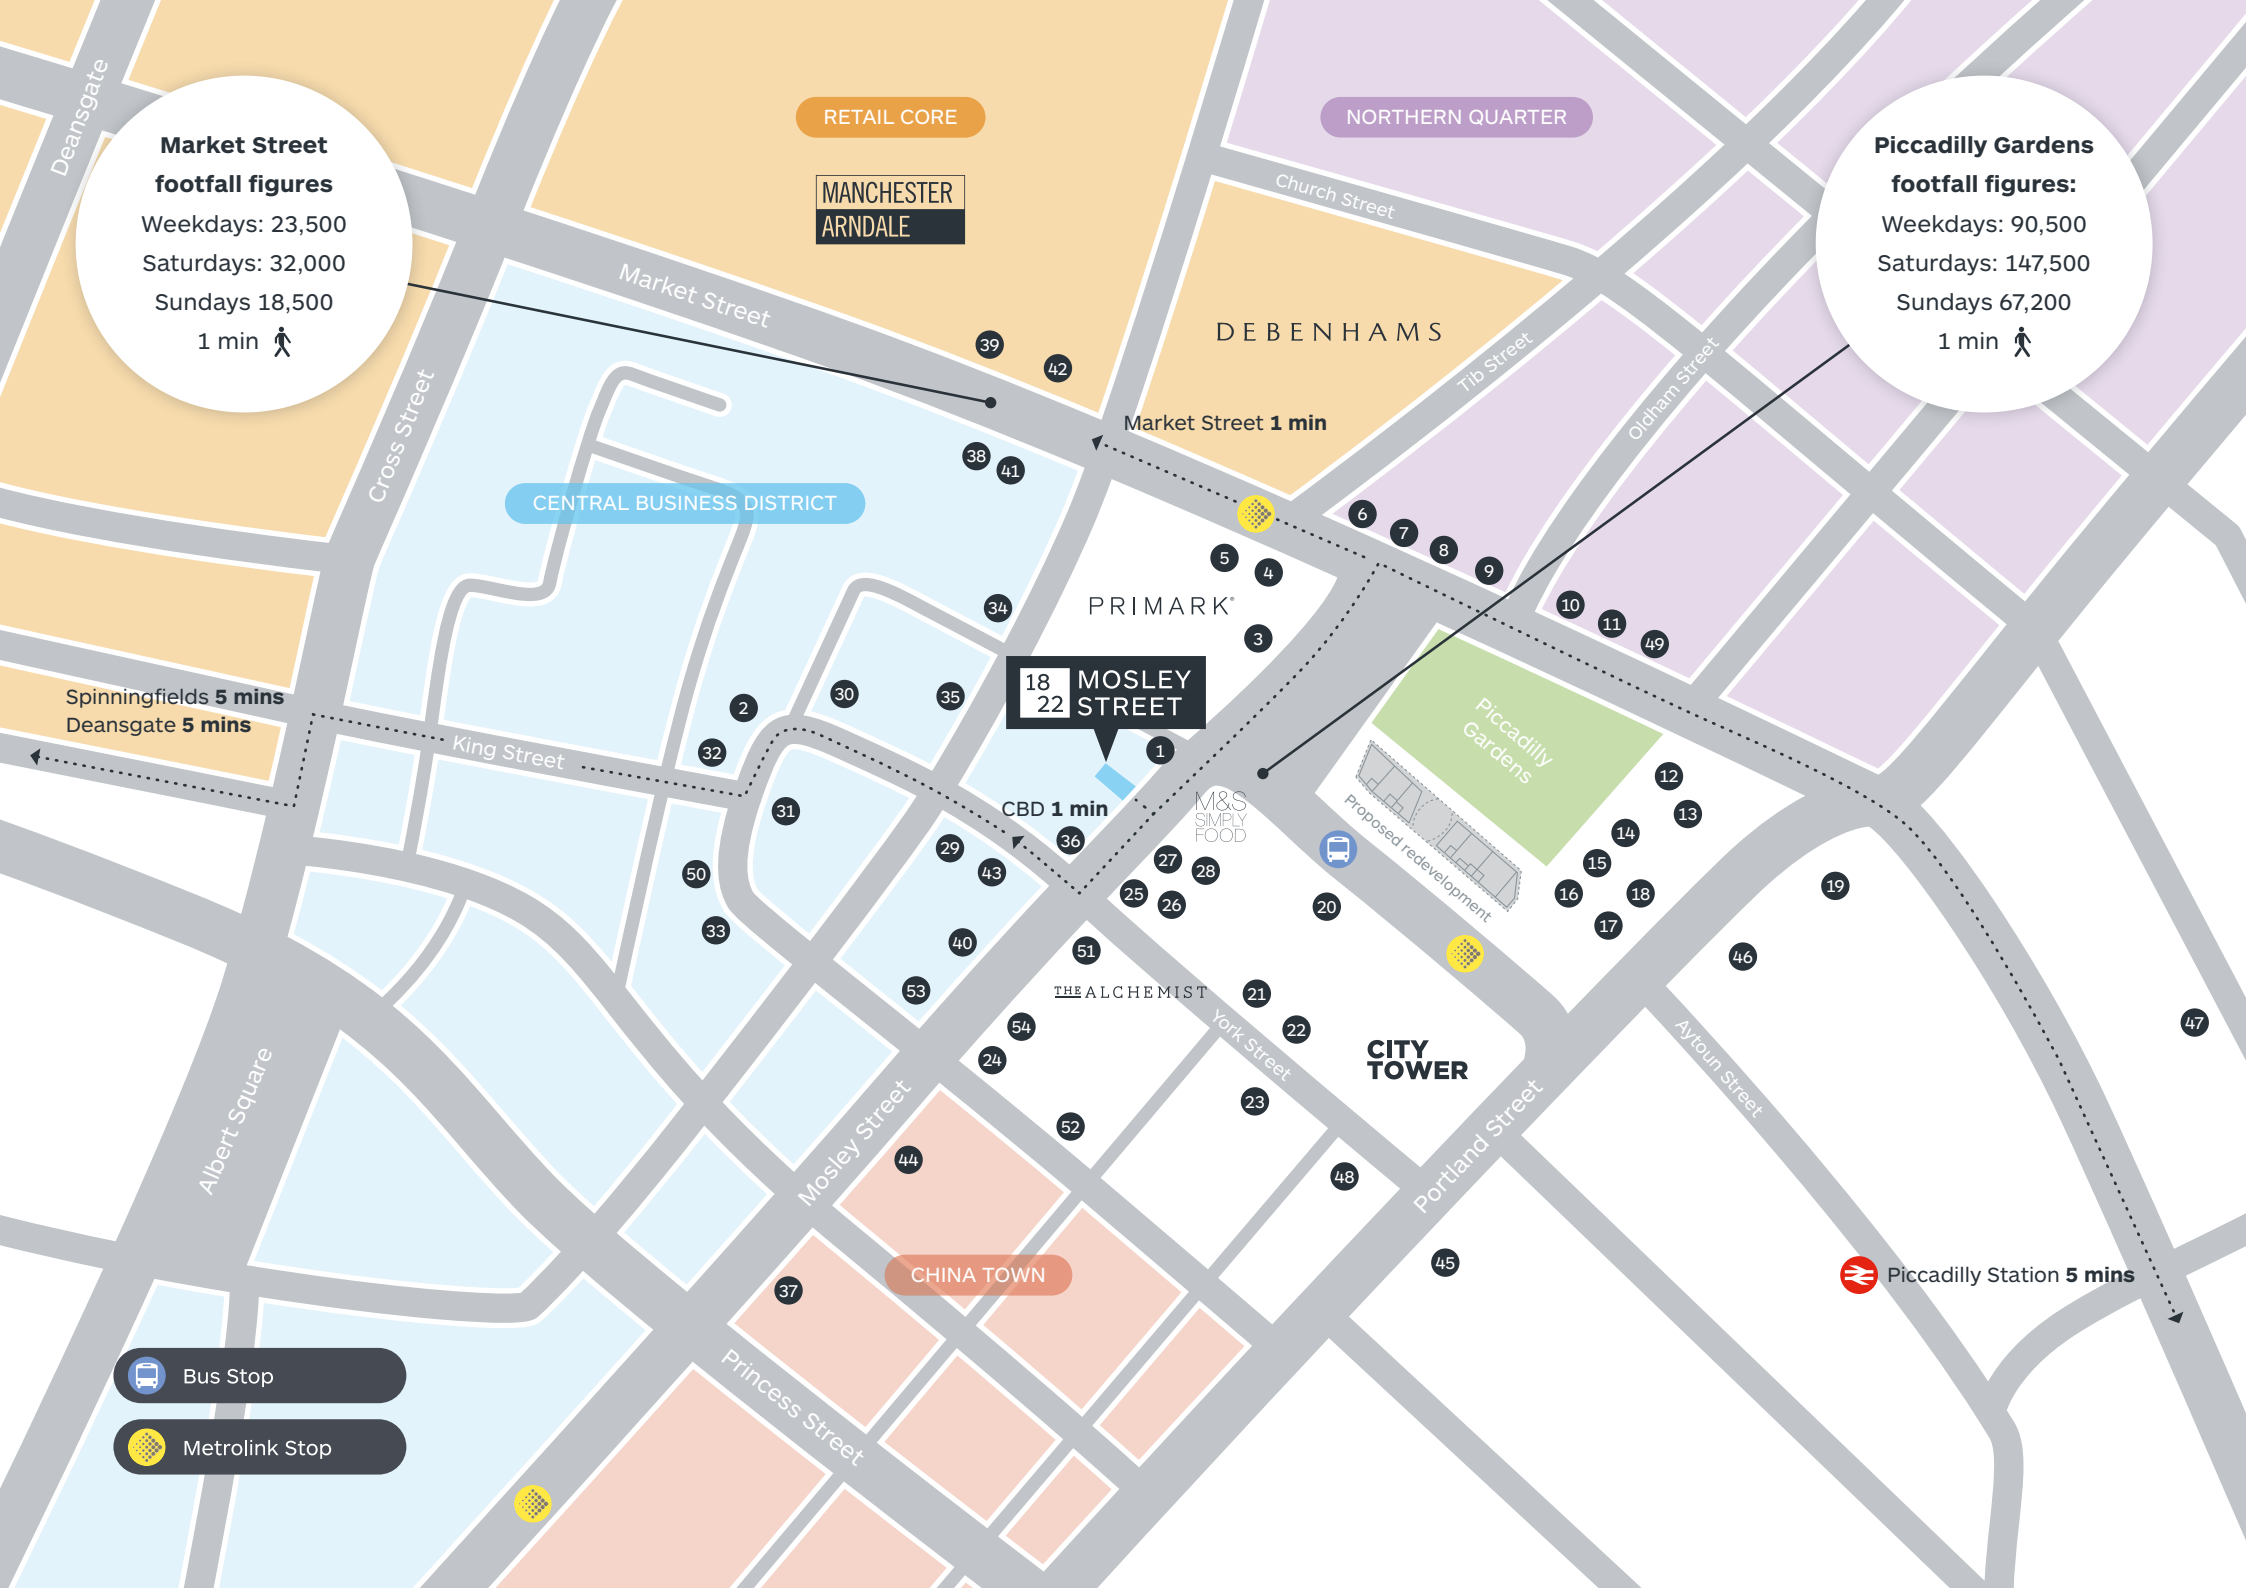 Deansgate
Market Street
footfall figures
Weekdays: 23,500
Saturdays: 32,000
Sundays 18,500
1 min
RETAIL CORE
MANCHESTER
ARNDALE
NORTHERN QUARTER
Piccadilly Gardens
footfall figures:
Weekdays: 90,500
Saturdays: 147,500
Sundays 67,200
1 min
Church Street
Market Street
DEBENHAMS
Tib Street
Oldham Street
39
42
Cross Street
Market Street 1 min
38
41
CENTRAL BUSINESS DISTRICT
6
7
8
9
5
4
PRIMARK
3
10
11
49
34
18
22
MOSLEY
STREET
Spinningfields 5 mins
Deansgate 5 mins
King Street
2
30
35
32
1
Piccadilly
Gardens
12
13
14
15
16
17
18
19
M&S
SIMPLY
FOOD
Proposed redevelopment
CBD 1 min
31
36
29
43
27
28
25
26
20
50
33
40
53
51
THE ALCHEMIST
46
47
21
22
York Street
CITY
TOWER
54
24
23
52
Aytoun Street
Albert Square
Mosley Street
Portland Street
44
48
45
CHINA TOWN
37
Piccadilly Station 5 mins
Princess Street
Bus Stop
Metrolink Stop